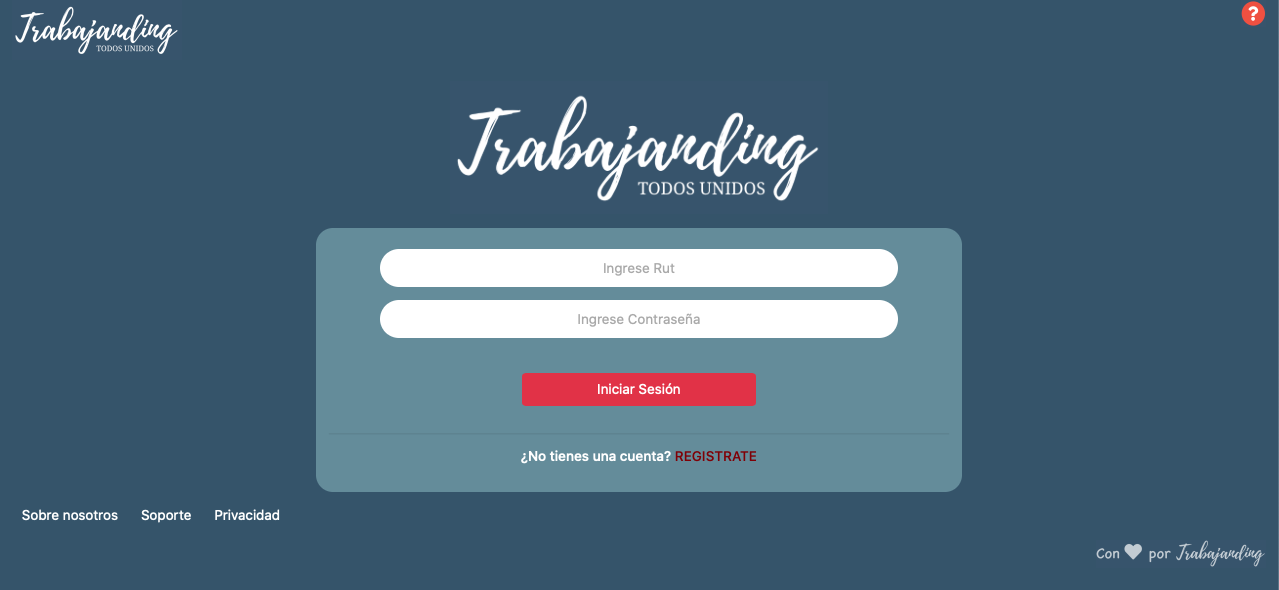 Trabajanding
TODOS UNIDOS
?
Trabajanding
TODOS UNIDOS
Ingrese Rut
Ingrese Contraseña
Iniciar Sesión
¿No tienes una cuenta? REGISTRATE
Sobre nosotros Soporte Privacidad
Con por Trabajanding